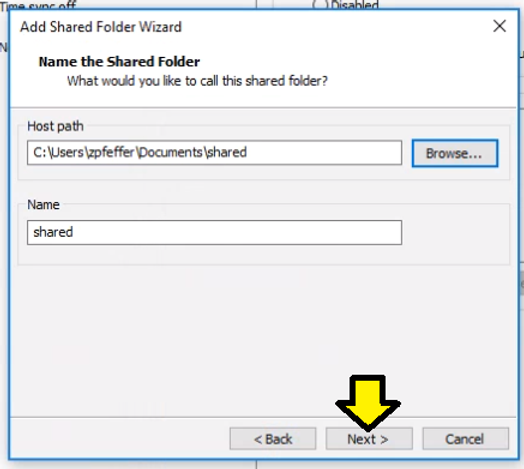 Time sync off
Disabled
Add Shared Folder Wizard
Name the Shared Folder
What would you like to call this shared folder?
Host path
C:\Users\zpfeffer\Documents\shared
Browse...
Name
shared
< Back
Next >
Cancel